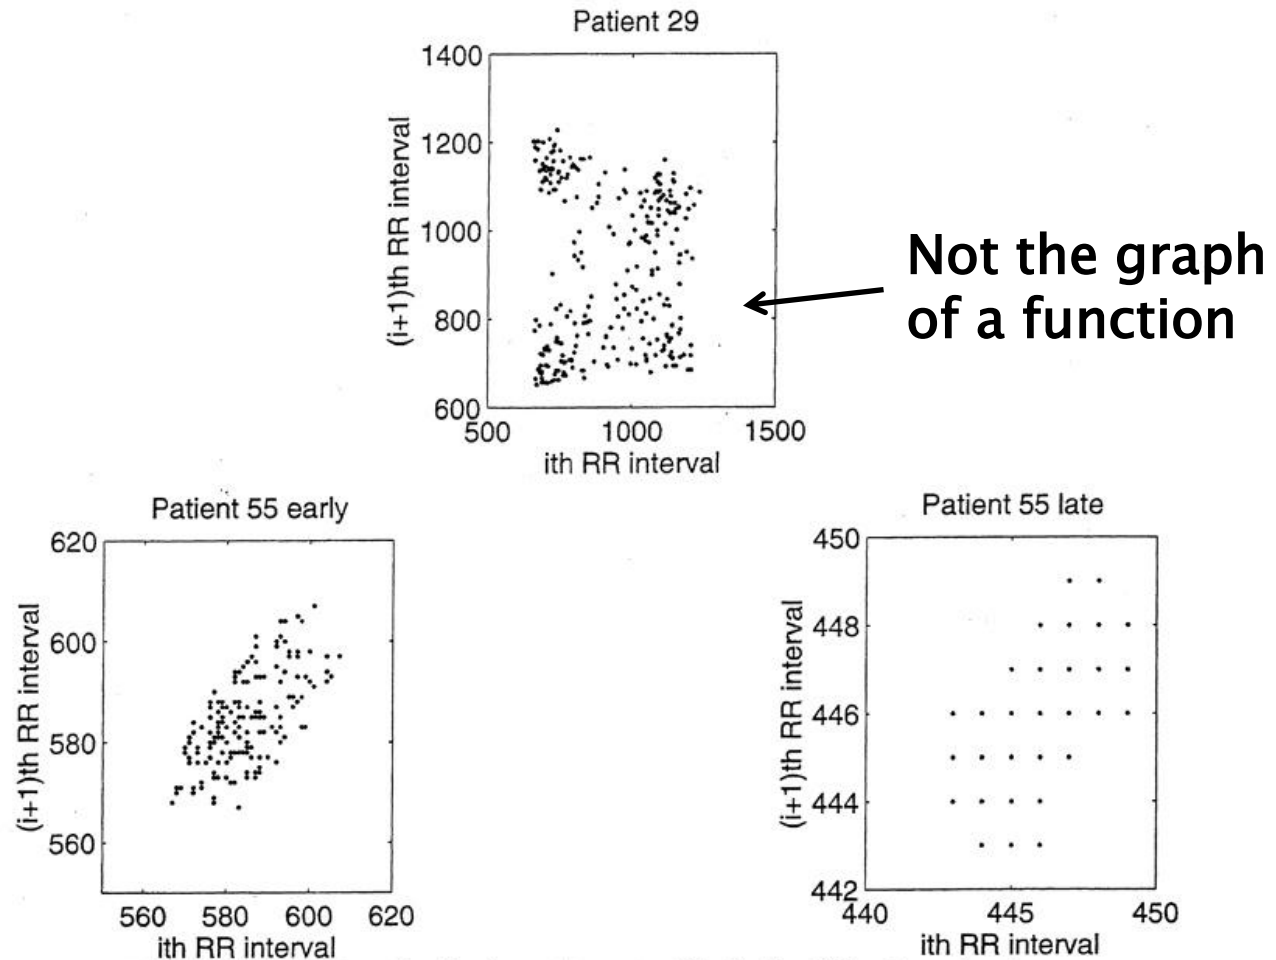 Patient 29
1400
1200
1000
800
600
(i+1)th RR interval
500 1000 1500
ith RR interval
Not the graph
of a function
Patient 55 early
620
600
580
560
(i+1)th RR interval
560 580 600 620
ith RR interval
Patient 55 late
450
448
446
444
442
(i+1)th RR interval
440 445 450
ith RR interval